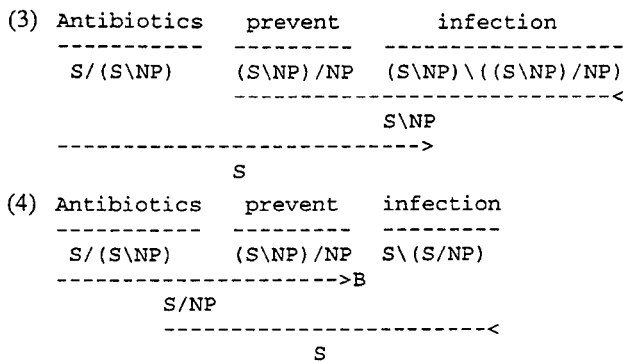 (3) Antibiotics prevent infection
----------- --------- ------------------
S/(S\NP) (S\NP)/NP (S\NP)\((S\NP)/NP)
-----------------------------<
S\NP
---------------------------->
S
(4) Antibiotics prevent infection
----------- --------- ---------
S/(S\NP) (S\NP)/NP S\(S/NP)
--------------------->B
S/NP
------------------------<
S